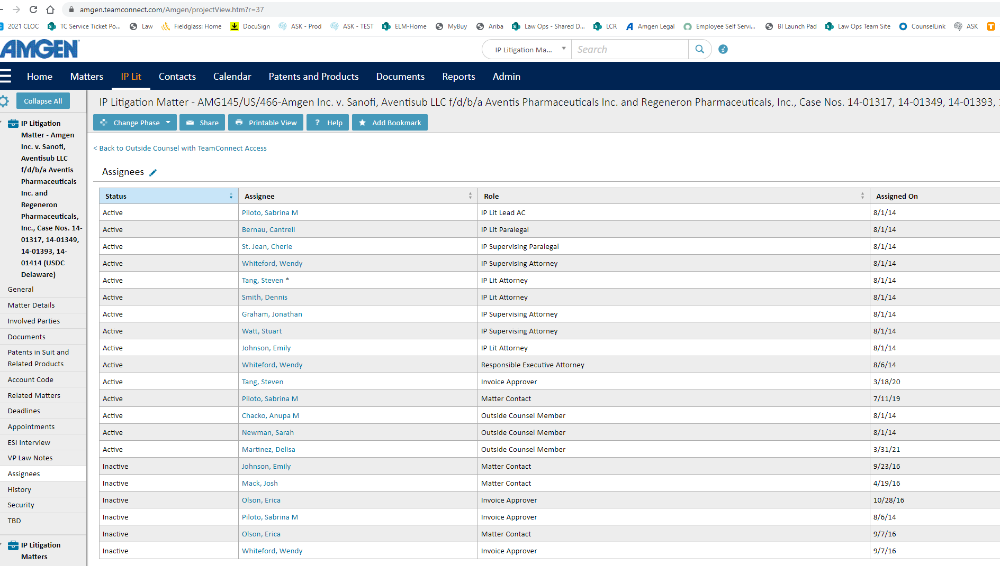 amgen.teamconnect.com/Amgen/projectView.htm?r=37
2021 CLOC TC Service Ticket Po... Law Fieldglass: Home DocuSign ASK - Prod ASK - TEST ELM-Home MyBuy Ariba Law Ops - Shared D... LCR Amgen Legal Employee Self Servi... BI Launch Pad Law Ops Team Site CounselLink ASK
AMGEN
IP Litigation Ma... Search
Home Matters IP Lit Contacts Calendar Patents and Products Documents Reports Admin
Collapse All
IP Litigation
Matter - Amgen
Inc. v. Sanofi,
Aventisub LLC
f/d/b/a Aventis
Pharmaceuticals
Inc. and
Regeneron
Pharmaceuticals,
Inc., Case Nos. 14-
01317, 14-01349,
14-01393, 14-
01414 (USDC
Delaware)
General
Matter Details
Involved Parties
Documents
Patents in Suit and
Related Products
Account Code
Related Matters
Deadlines
Appointments
ESI Interview
VP Law Notes
Assignees
History
Security
TBD
IP Litigation
Matters
IP Litigation Matter - AMG145/US/466-Amgen Inc. v. Sanofi, Aventisub LLC f/d/b/a Aventis Pharmaceuticals Inc. and Regeneron Pharmaceuticals, Inc., Case Nos. 14-01317, 14-01349, 14-01393,
Change Phase Share Printable View ? Help Add Bookmark
< Back to Outside Counsel with TeamConnect Access
Assignees
Status Assignee Role Assigned On
Active Piloto, Sabrina M IP Lit Lead AC 8/1/14
Active Bernau, Cantrell IP Lit Paralegal 8/1/14
Active St. Jean, Cherie IP Supervising Paralegal 8/1/14
Active Whiteford, Wendy IP Supervising Attorney 8/1/14
Active Tang, Steven * IP Lit Attorney 8/1/14
Active Smith, Dennis IP Lit Attorney 8/1/14
Active Graham, Jonathan IP Supervising Attorney 8/1/14
Active Watt, Stuart IP Supervising Attorney 8/1/14
Active Johnson, Emily IP Lit Attorney 8/1/14
Active Whiteford, Wendy Responsible Executive Attorney 8/6/14
Active Tang, Steven Invoice Approver 3/18/20
Active Piloto, Sabrina M Matter Contact 7/11/19
Active Chacko, Anupa M Outside Counsel Member 8/1/14
Active Newman, Sarah Outside Counsel Member 8/1/14
Active Martinez, Delisa Outside Counsel Member 3/31/21
Inactive Johnson, Emily Matter Contact 9/23/16
Inactive Mack, Josh Matter Contact 4/19/16
Inactive Olson, Erica Invoice Approver 10/28/16
Inactive Piloto, Sabrina M Invoice Approver 8/6/14
Inactive Olson, Erica Matter Contact 9/7/16
Inactive Whiteford, Wendy Invoice Approver 9/7/16